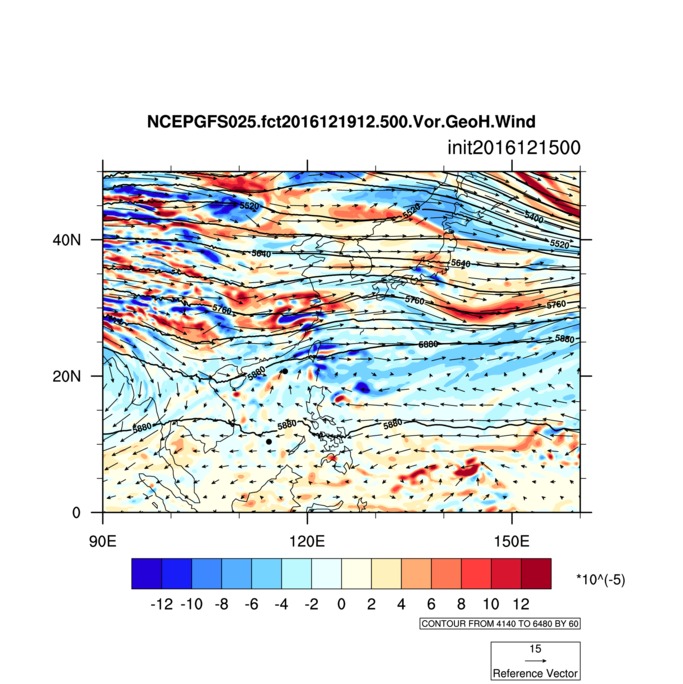 NCEPGFS025.fct2016121912.500.Vor.GeoH.Wind
init2016121500
5520
5520
5400
5520
40N
5640
5640
5760
5760
5760
5880
5880
20N
5880
5880
5880
5880
0
90E 120E 150E
-12 -10 -8 -6 -4 -2 0 2 4 6 8 10 12
*10^(-5)
CONTOUR FROM 4140 TO 6480 BY 60
15
Reference Vector